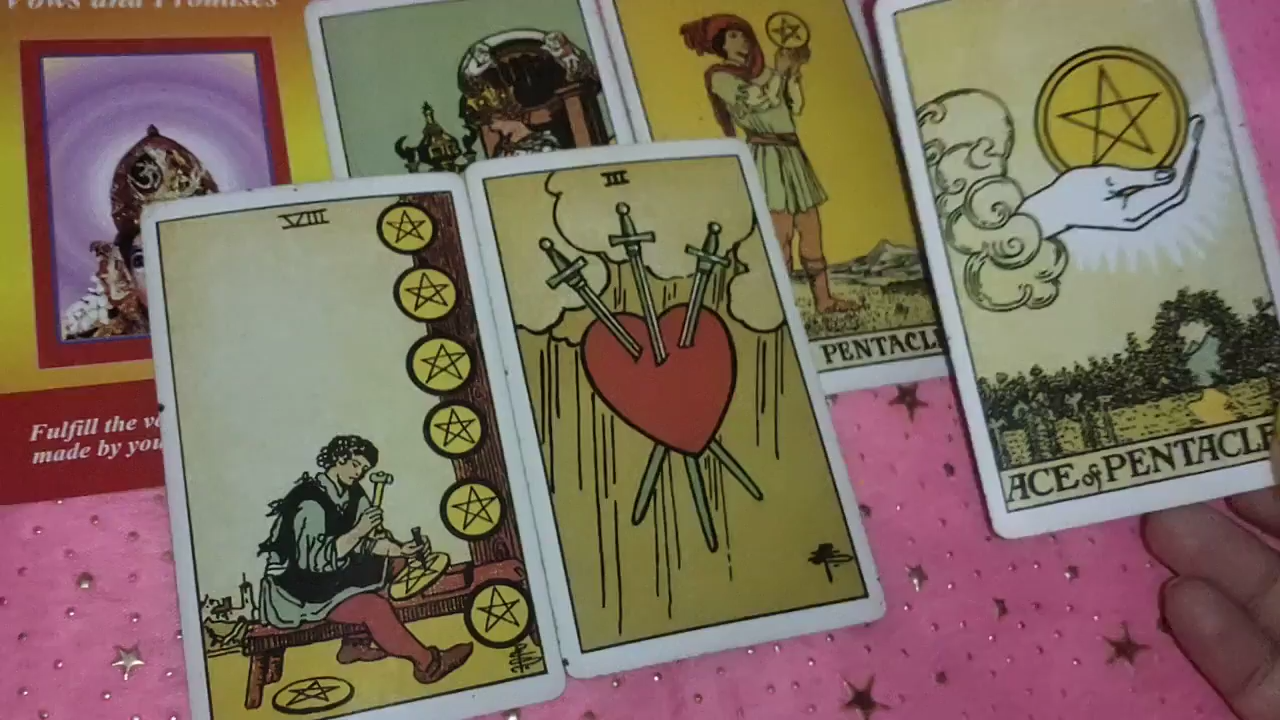 Vows and Promises
VIII
III
PENTACL
ACE of PENTACLE
Fulfill the v
made by you